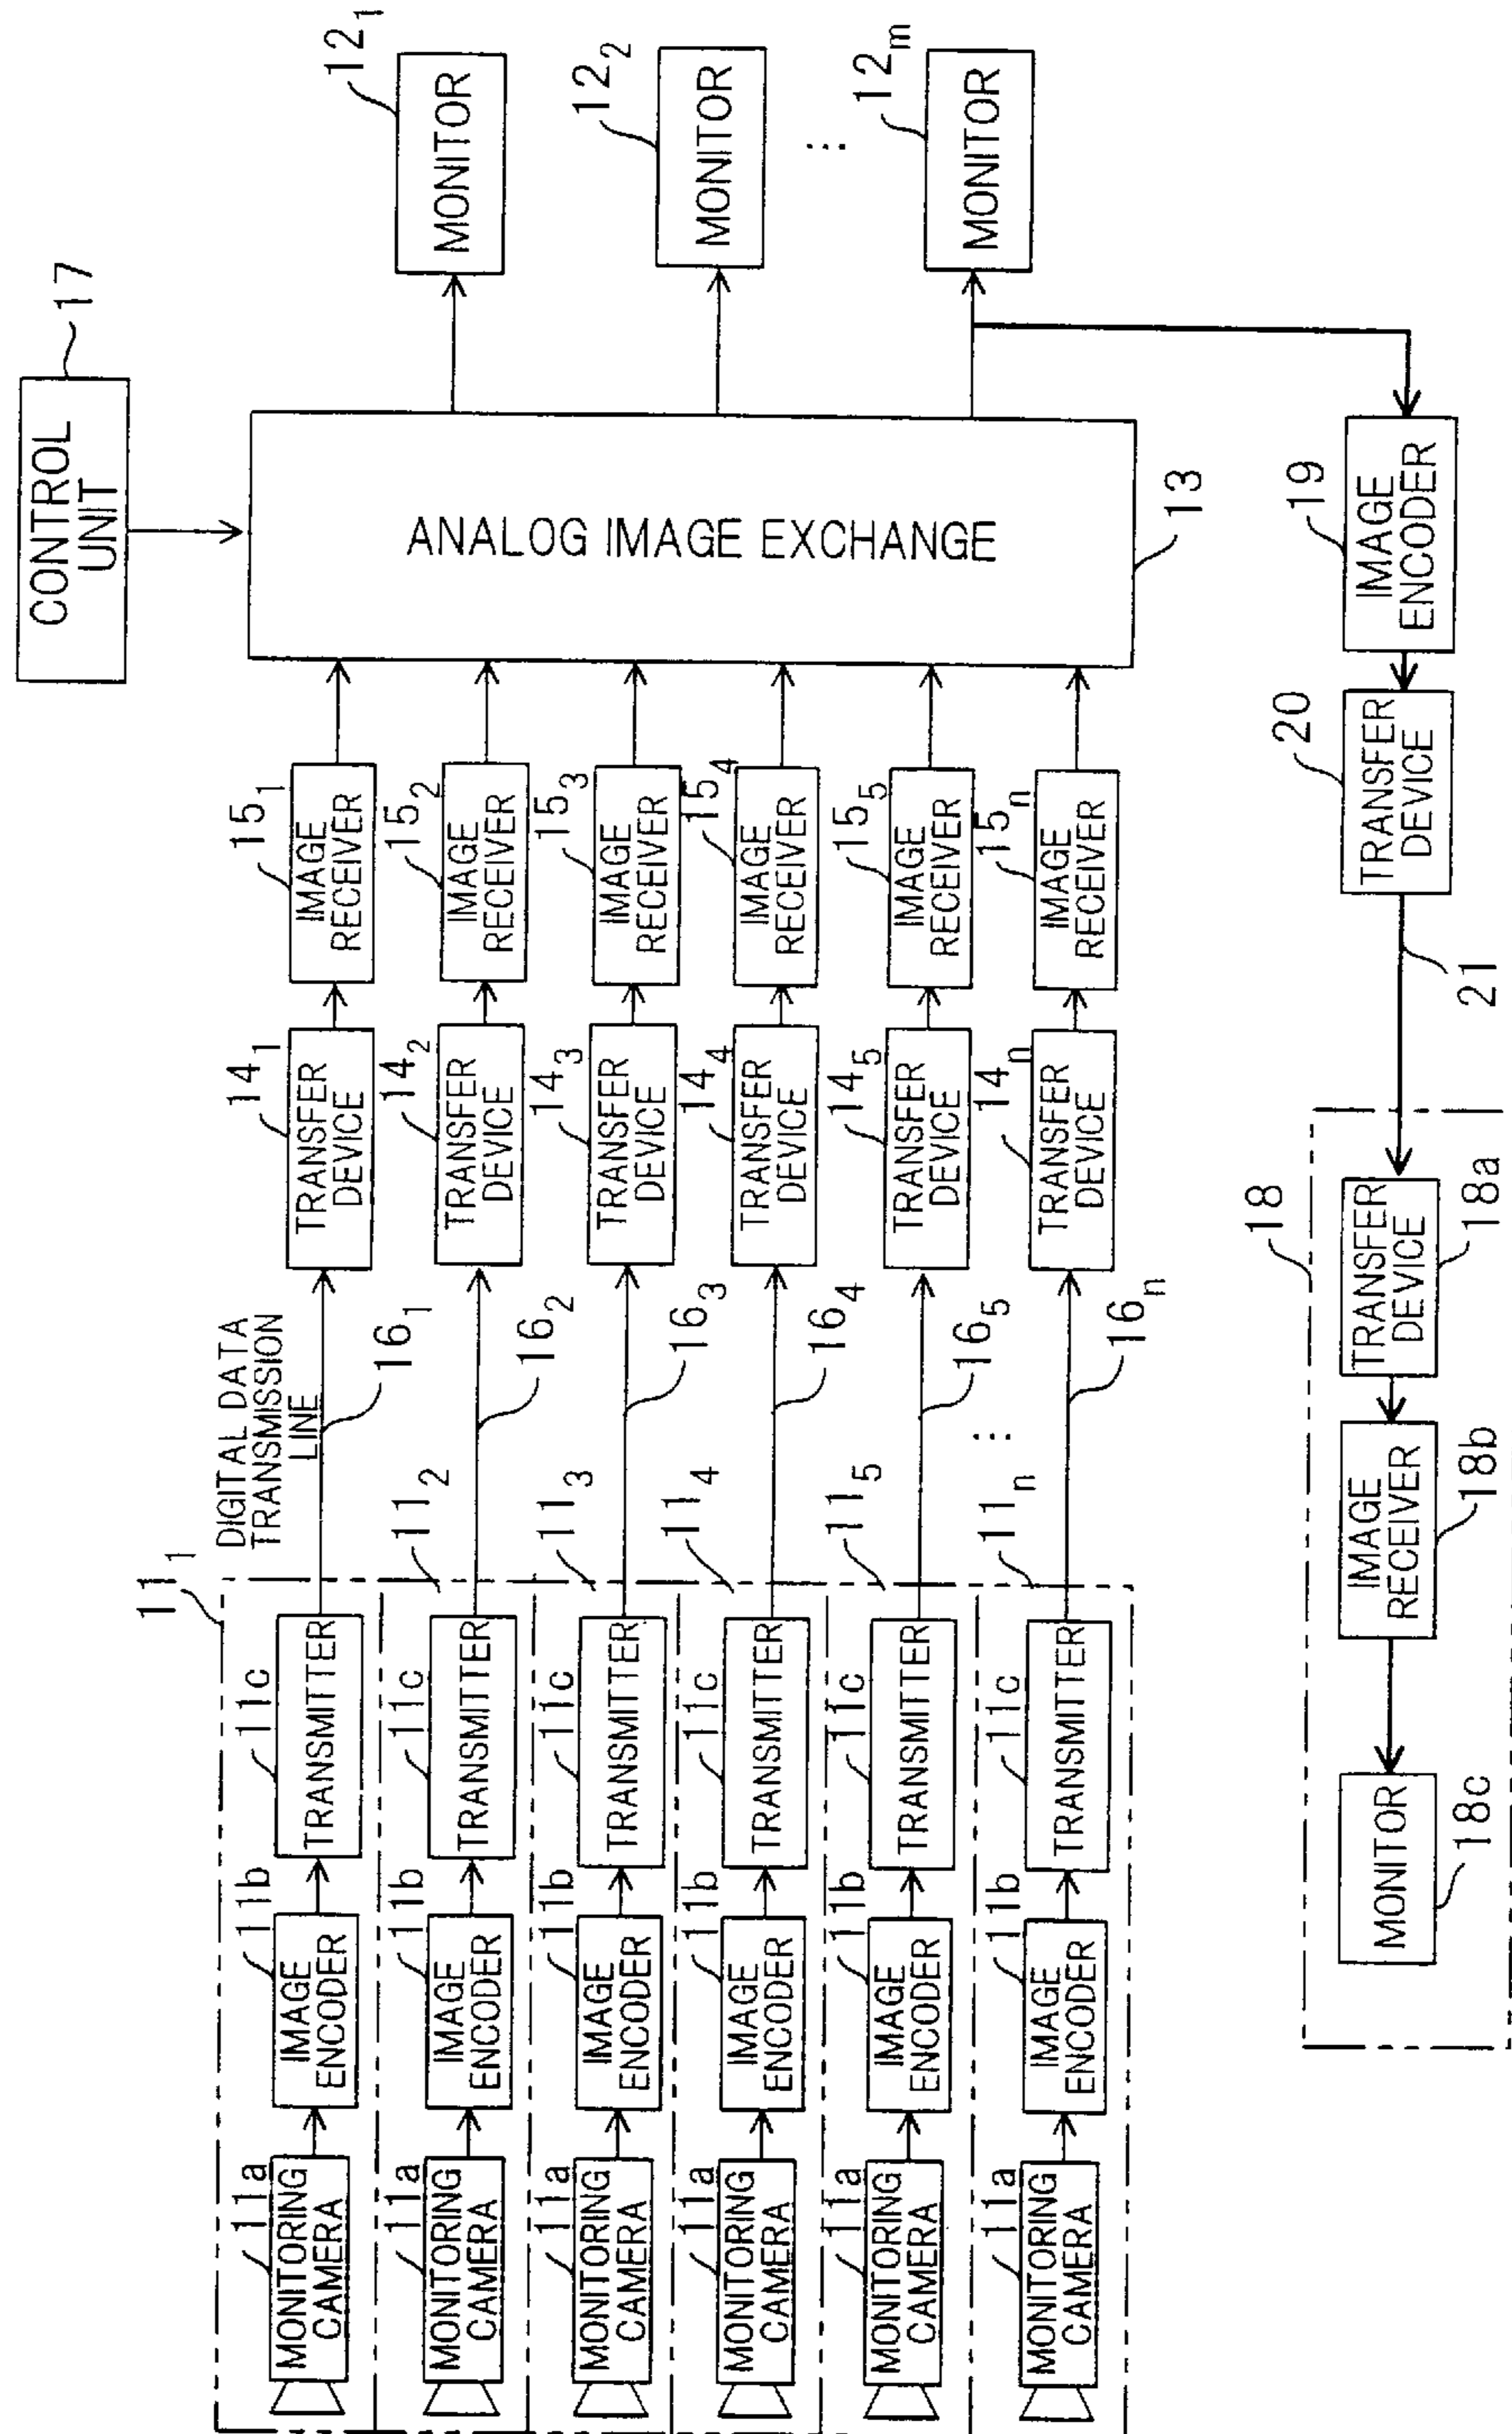 CONTROL
UNIT
17
ANALOG IMAGE EXCHANGE
13
MONITOR
12₁
MONITOR
12₂
⋮
MONITOR
12ₘ
11₁
11a
MONITORING
CAMERA
11b
IMAGE
ENCODER
11c
TRANSMITTER
DIGITAL DATA
TRANSMISSION
LINE
16₁
14₁
TRANSFER
DEVICE
15₁
IMAGE
RECEIVER
11₂
11a
MONITORING
CAMERA
11b
IMAGE
ENCODER
11c
TRANSMITTER
16₂
14₂
TRANSFER
DEVICE
15₂
IMAGE
RECEIVER
11₃
11a
MONITORING
CAMERA
11b
IMAGE
ENCODER
11c
TRANSMITTER
16₃
14₃
TRANSFER
DEVICE
15₃
IMAGE
RECEIVER
11₄
11a
MONITORING
CAMERA
11b
IMAGE
ENCODER
11c
TRANSMITTER
16₄
14₄
TRANSFER
DEVICE
15₄
IMAGE
RECEIVER
11₅
11a
MONITORING
CAMERA
11b
IMAGE
ENCODER
11c
TRANSMITTER
16₅
14₅
TRANSFER
DEVICE
15₅
IMAGE
RECEIVER
⋮
11ₙ
11a
MONITORING
CAMERA
11b
IMAGE
ENCODER
11c
TRANSMITTER
16ₙ
14ₙ
TRANSFER
DEVICE
15ₙ
IMAGE
RECEIVER
18
MONITOR
18c
IMAGE
RECEIVER
18b
TRANSFER
DEVICE
18a
21
20
TRANSFER
DEVICE
19
IMAGE
ENCODER